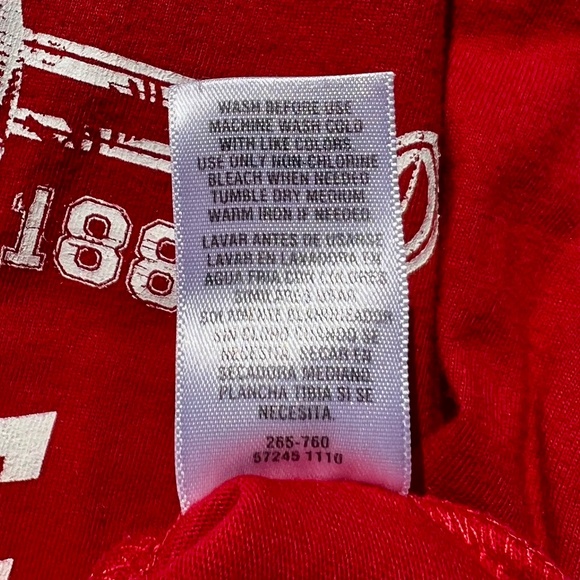 WASH BEFORE USE
MACHINE WASH COLD
WITH LIKE COLORS.
USE ONLY NON-CHLORINE
BLEACH WHEN NEEDED
TUMBLE DRY MEDIUM
WARM IRON IF NEEDED.
LAVAR ANTES DE USARSE
LAVAR EN LAVADORA EN
AGUA FRIA CON COLORES
SIMILARES USAR
SOLAMENTE BLANQUEADOR
SIN CLORO CUANDO SE
NECESITA. SECAR EN
SECADORA MEDIANO
PLANCHA TIBIA SI SE
NECESITA.
265-760
57245 1110
188